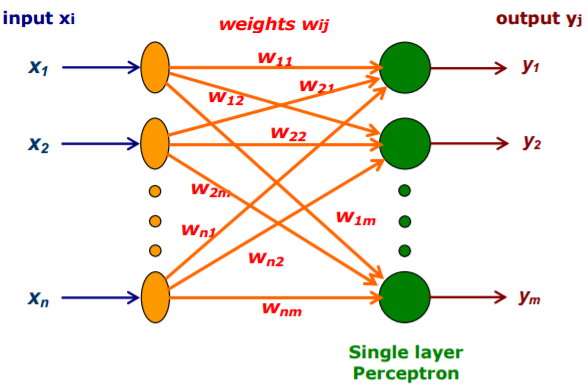 input xi
weights wij
output yj
x1
w11
y1
w12
w21
x2
w22
y2
w2m
wn1
w1m
wn2
xn
wnm
ym
Single layer
Perceptron